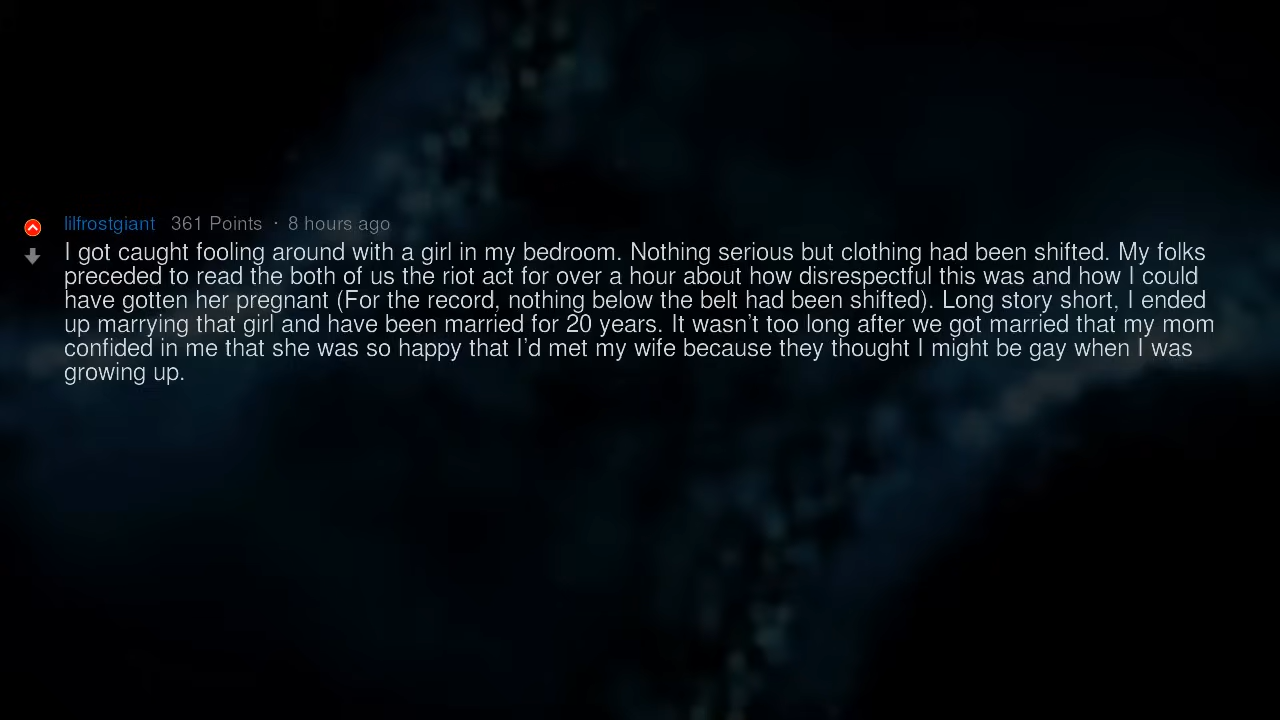 lilfrostgiant 361 Points · 8 hours ago
I got caught fooling around with a girl in my bedroom. Nothing serious but clothing had been shifted. My folks
preceded to read the both of us the riot act for over a hour about how disrespectful this was and how I could
have gotten her pregnant (For the record, nothing below the belt had been shifted). Long story short, I ended
up marrying that girl and have been married for 20 years. It wasn't too long after we got married that my mom
confided in me that she was so happy that I'd met my wife because they thought I might be gay when I was
growing up.